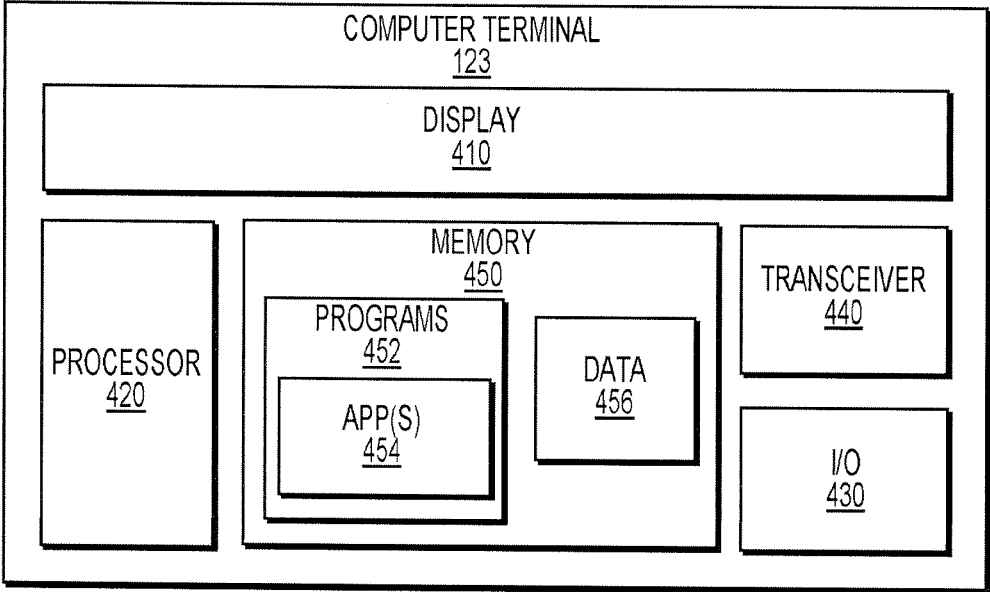 COMPUTER TERMINAL
123
DISPLAY
410
PROCESSOR
420
MEMORY
450
PROGRAMS
452
APP(S)
454
DATA
456
TRANSCEIVER
440
I/O
430